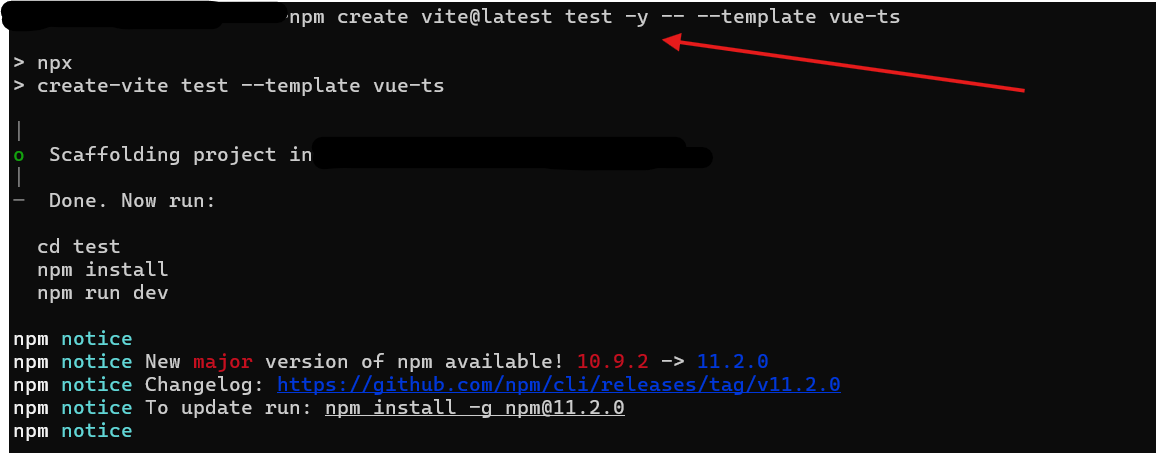 npm create vite@latest test -y -- --template vue-ts
> npx
> create-vite test --template vue-ts
o  Scaffolding project in
—  Done. Now run:
cd test
npm install
npm run dev
npm notice
npm notice New major version of npm available! 10.9.2 -> 11.2.0
npm notice Changelog: https://github.com/npm/cli/releases/tag/v11.2.0
npm notice To update run: npm install -g npm@11.2.0
npm notice